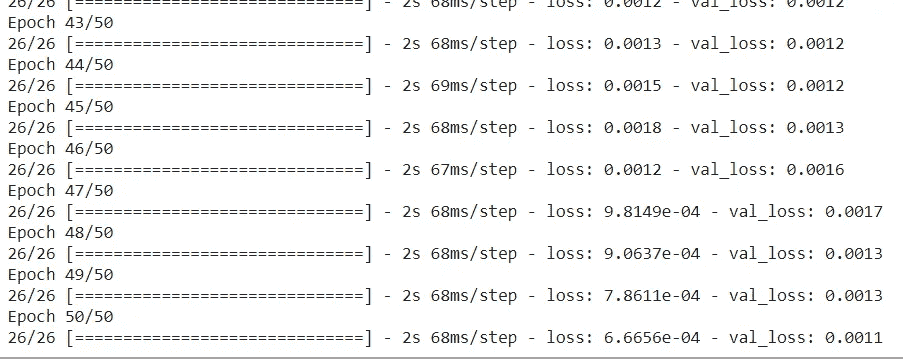 26/26 [==============================] - 2s 68ms/step - loss: 0.0012 - val_loss: 0.0012
Epoch 43/50
26/26 [==============================] - 2s 68ms/step - loss: 0.0013 - val_loss: 0.0012
Epoch 44/50
26/26 [==============================] - 2s 69ms/step - loss: 0.0015 - val_loss: 0.0012
Epoch 45/50
26/26 [==============================] - 2s 68ms/step - loss: 0.0018 - val_loss: 0.0013
Epoch 46/50
26/26 [==============================] - 2s 67ms/step - loss: 0.0012 - val_loss: 0.0016
Epoch 47/50
26/26 [==============================] - 2s 68ms/step - loss: 9.8149e-04 - val_loss: 0.0017
Epoch 48/50
26/26 [==============================] - 2s 68ms/step - loss: 9.0637e-04 - val_loss: 0.0013
Epoch 49/50
26/26 [==============================] - 2s 68ms/step - loss: 7.8611e-04 - val_loss: 0.0013
Epoch 50/50
26/26 [==============================] - 2s 68ms/step - loss: 6.6656e-04 - val_loss: 0.0011